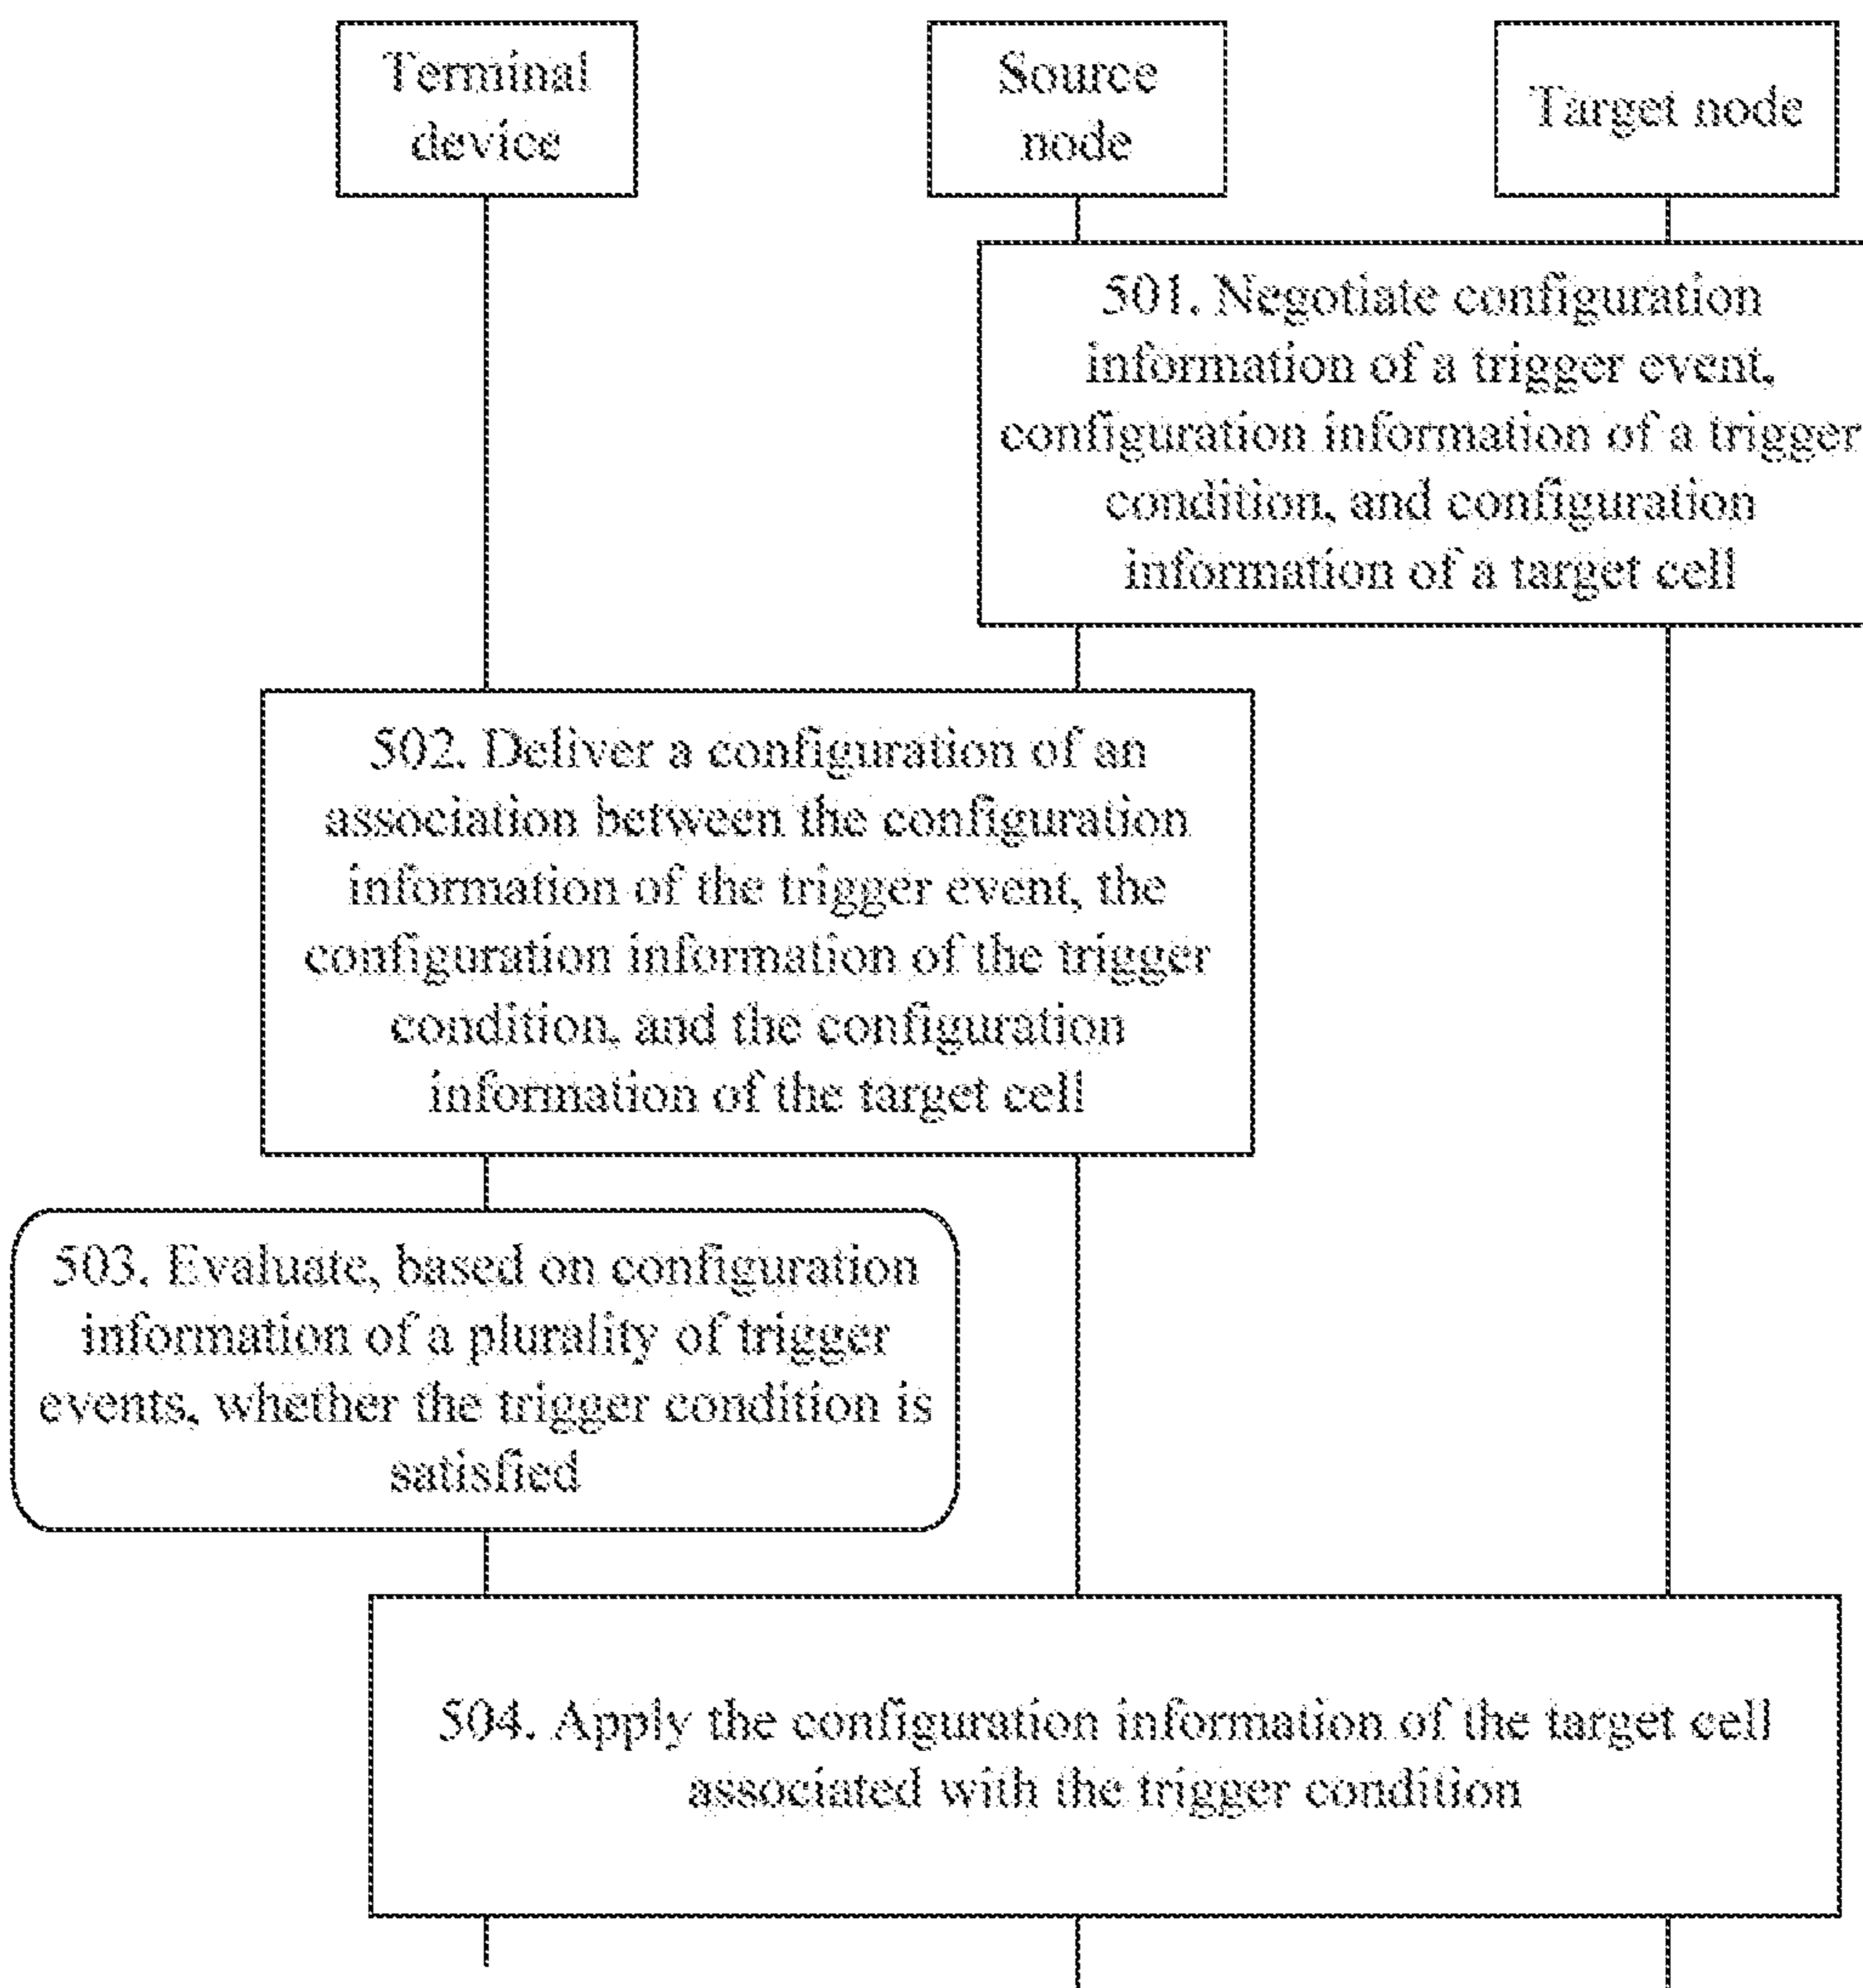 Terminal
device
Source
node
Target node
501. Negotiate configuration
information of a trigger event,
configuration information of a trigger
condition, and configuration
information of a target cell
502. Deliver a configuration of an
association between the configuration
information of the trigger event, the
configuration information of the trigger
condition, and the configuration
information of the target cell
503. Evaluate, based on configuration
information of a plurality of trigger
events, whether the trigger condition is
satisfied
504. Apply the configuration information of the target cell
associated with the trigger condition